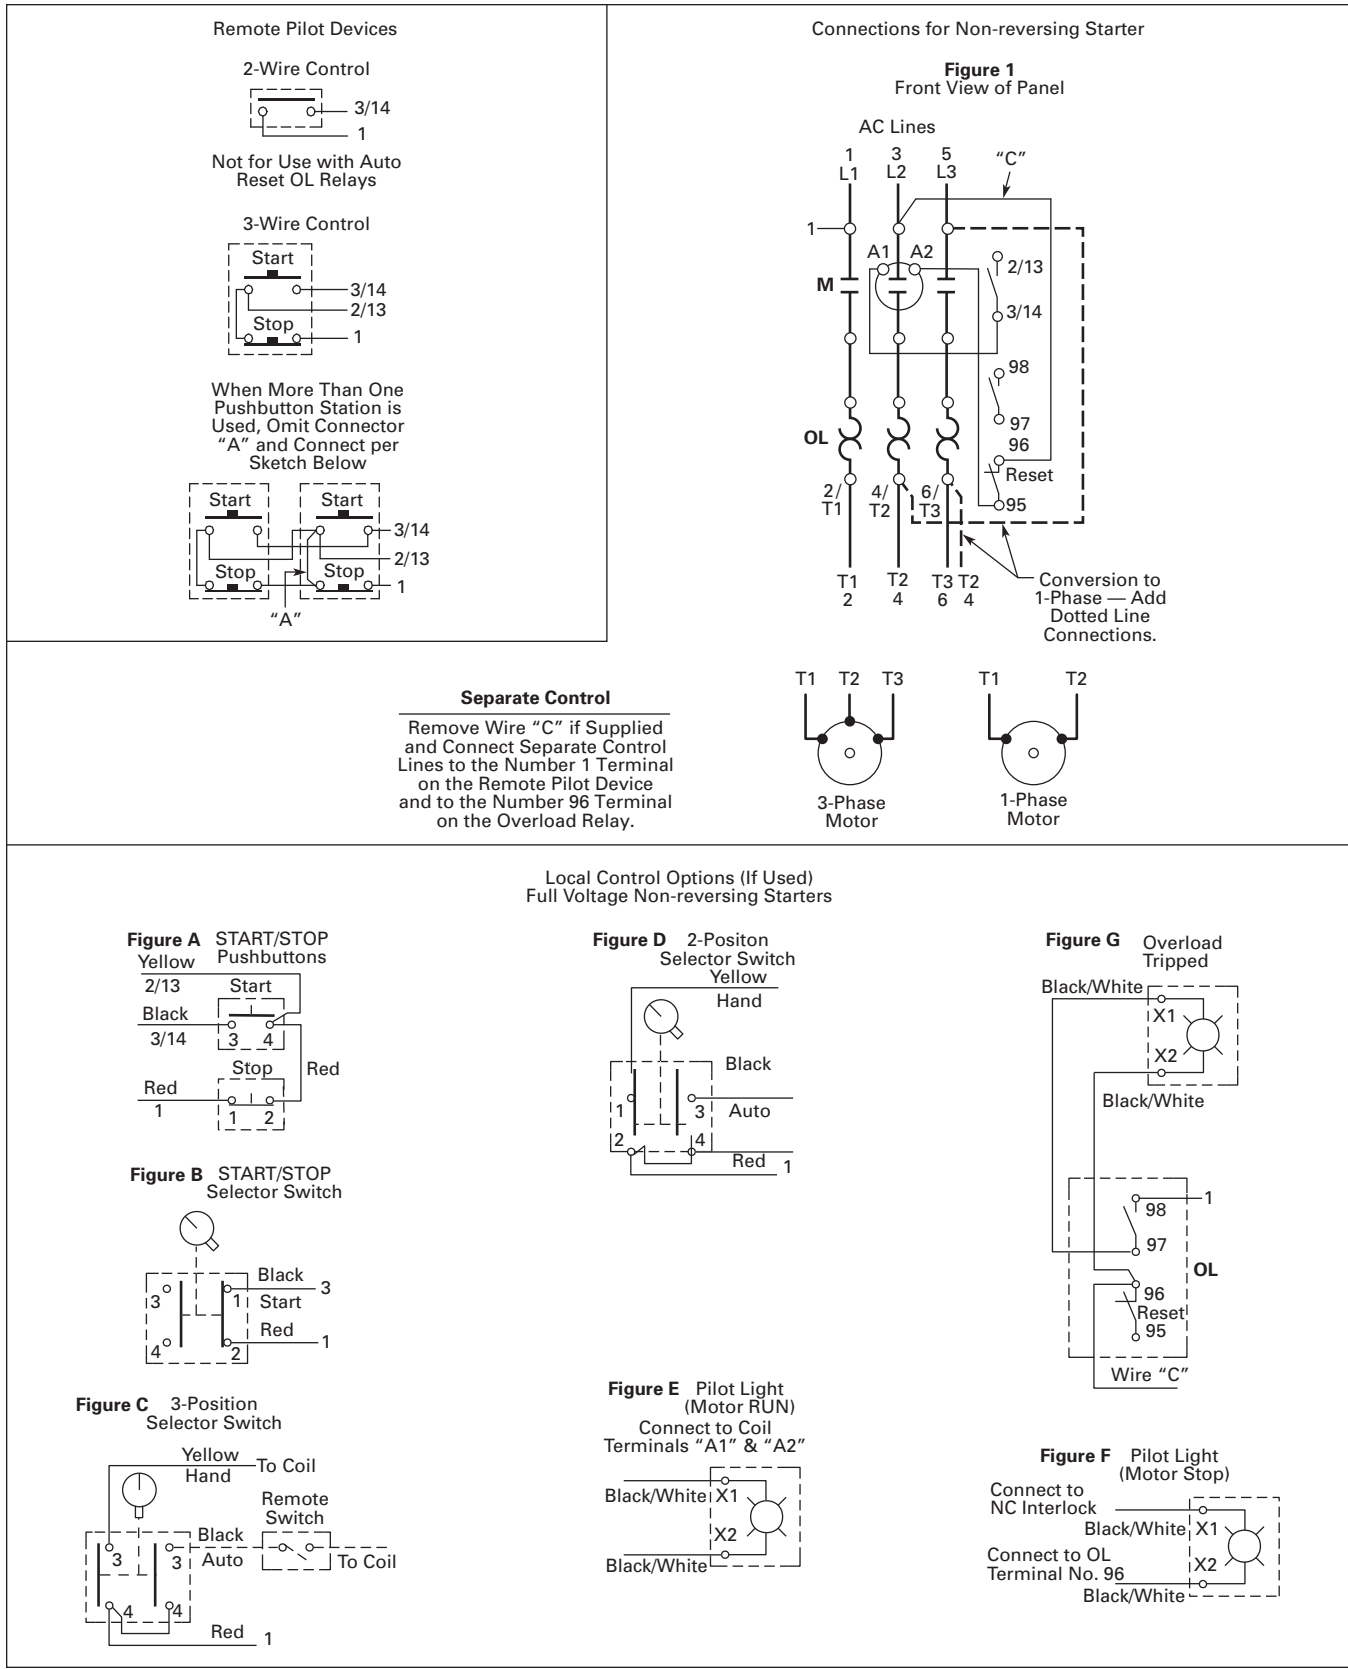 Remote Pilot Devices
2-Wire Control
3/14
1
Not for Use with Auto
Reset OL Relays
3-Wire Control
Start
3/14
2/13
Stop
1
When More Than One
Pushbutton Station is
Used, Omit Connector
“A” and Connect per
Sketch Below
Start
Start
3/14
2/13
Stop
Stop
1
“A”
Connections for Non-reversing Starter
Figure 1
Front View of Panel
AC Lines
1 3 5
L1 L2 L3
“C”
1
A1 A2
2/13
M
3/14
98
97
OL
96
Reset
95
2/ 4/ 6/
T1 T2 T3
T1 T2 T3 T2
2 4 6 4
Conversion to
1-Phase — Add
Dotted Line
Connections.
T1 T2 T3
3-Phase
Motor
T1 T2
1-Phase
Motor
Separate Control
Remove Wire “C” if Supplied
and Connect Separate Control
Lines to the Number 1 Terminal
on the Remote Pilot Device
and to the Number 96 Terminal
on the Overload Relay.
Local Control Options (If Used)
Full Voltage Non-reversing Starters
Figure A START/STOP
Pushbuttons
Yellow
2/13
Start
Black
3/14
3 4
Stop
Red
Red
1
1 2
Figure B START/STOP
Selector Switch
Black
3
3
1
Start
Red
1
4
2
Figure C 3-Position
Selector Switch
Yellow
Hand
To Coil
Remote
Switch
Black
Auto
3 3
To Coil
4 4
Red
1
Figure D 2-Positon
Selector Switch
Yellow
Hand
Black
1 3
Auto
2 4
Red
1
Figure E Pilot Light
(Motor RUN)
Connect to Coil
Terminals “A1” & “A2”
Black/White
X1
X2
Black/White
Figure G Overload
Tripped
Black/White
X1
X2
Black/White
98
1
97
OL
96
Reset
95
Wire “C”
Figure F Pilot Light
(Motor Stop)
Connect to
NC Interlock
Black/White
X1
Connect to OL
Terminal No. 96
X2
Black/White